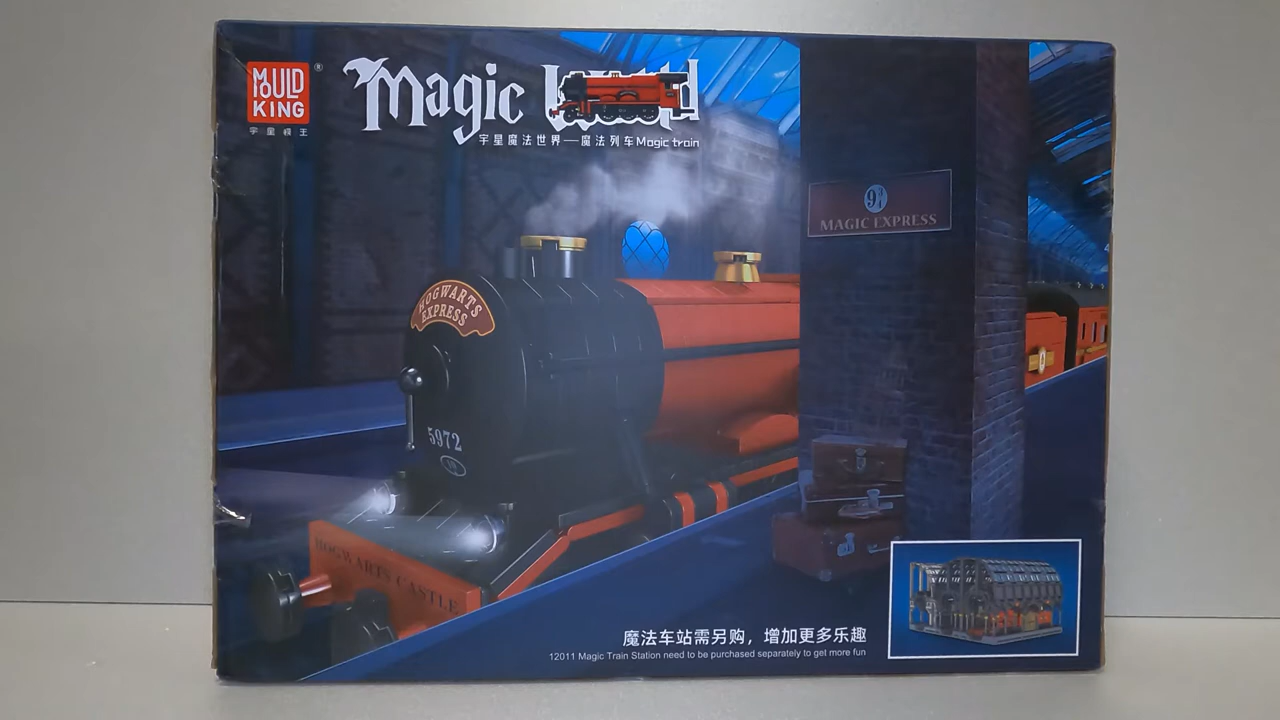 MOULD
KING
®
宇星模王
Magic World
宇星魔法世界—魔法列车Magic train
9¾
MAGIC EXPRESS
HOGWARTS
EXPRESS
5972
HOGWARTS CASTLE
魔法车站需另购，增加更多乐趣
12011 Magic Train Station need to be purchased separately to get more fun